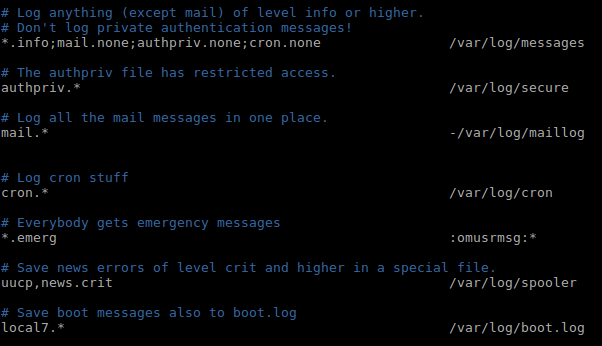 # Log anything (except mail) of level info or higher.
# Don't log private authentication messages!
*.info;mail.none;authpriv.none;cron.none /var/log/messages
# The authpriv file has restricted access.
authpriv.* /var/log/secure
# Log all the mail messages in one place.
mail.* -/var/log/maillog
# Log cron stuff
cron.* /var/log/cron
# Everybody gets emergency messages
*.emerg :omusrmsg:*
# Save news errors of level crit and higher in a special file.
uucp,news.crit /var/log/spooler
# Save boot messages also to boot.log
local7.* /var/log/boot.log